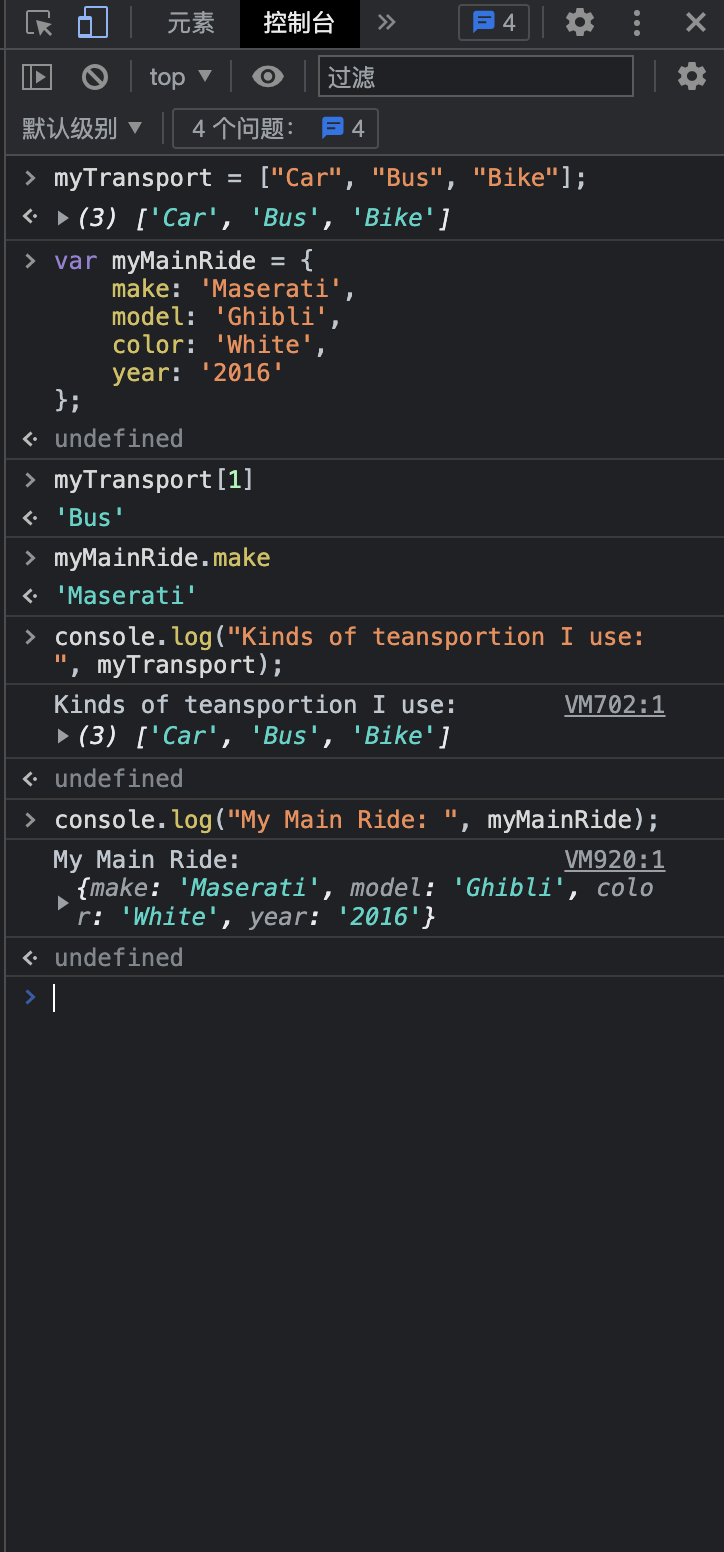 元素 控制台 4
top 过滤
默认级别 4 个问题: 4
myTransport = ["Car", "Bus", "Bike"];
(3) ['Car', 'Bus', 'Bike']
var myMainRide = {
make: 'Maserati',
model: 'Ghibli',
color: 'White',
year: '2016'
};
undefined
myTransport[1]
'Bus'
myMainRide.make
'Maserati'
console.log("Kinds of teansportion I use:
", myTransport);
Kinds of teansportion I use: VM702:1
(3) ['Car', 'Bus', 'Bike']
undefined
console.log("My Main Ride: ", myMainRide);
My Main Ride: VM920:1
{make: 'Maserati', model: 'Ghibli', colo
r: 'White', year: '2016'}
undefined